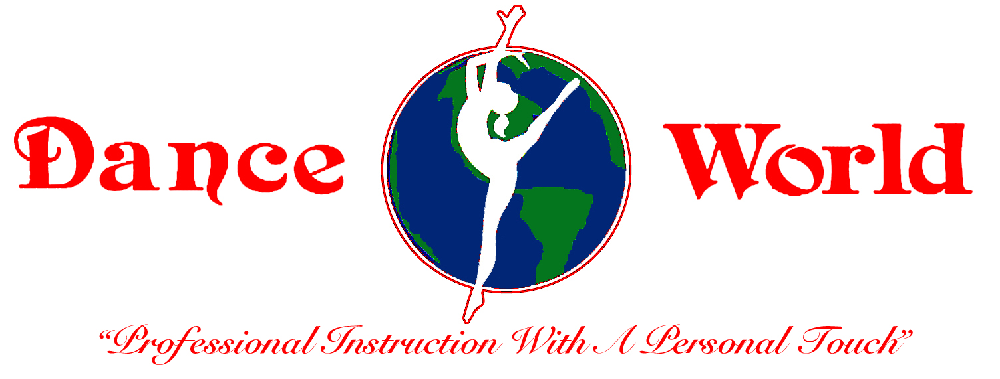 Dance World
“Professional Instruction With A Personal Touch”